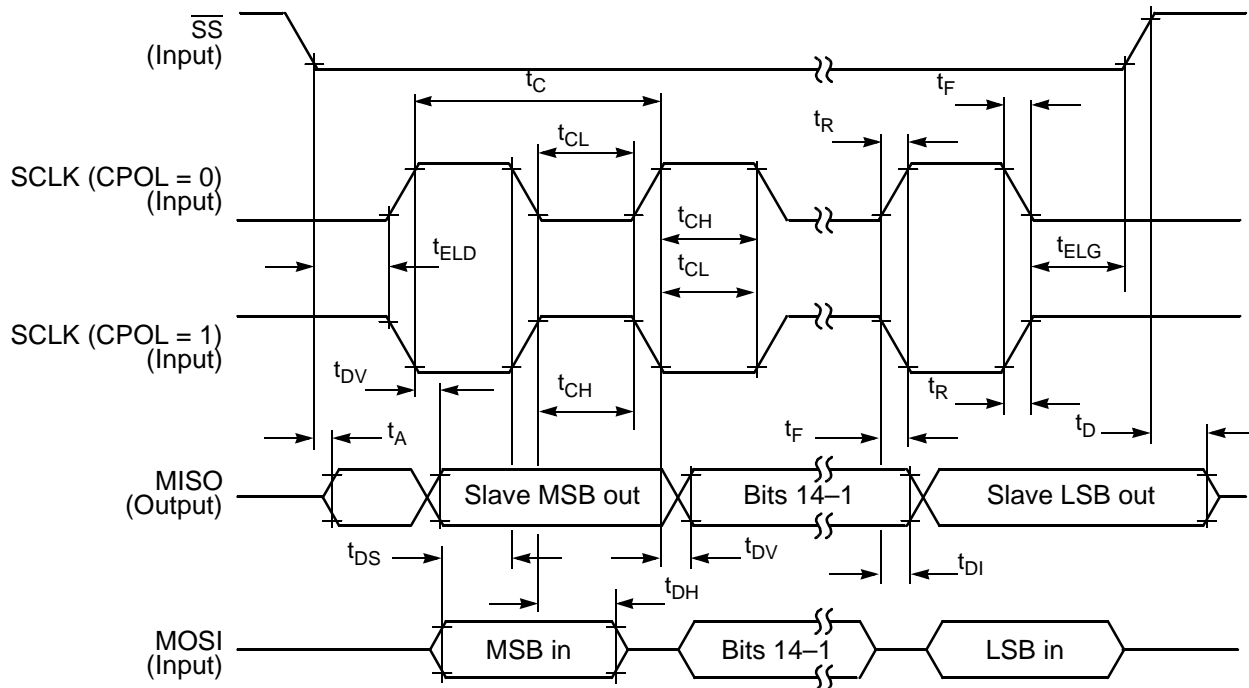 SS
(Input)
tC
tF
tR
tCL
SCLK (CPOL = 0)
(Input)
tCH
tELD
tELG
tCL
SCLK (CPOL = 1)
(Input)
tDV
tCH
tR
tA
tF
tD
MISO
(Output)
Slave MSB out
Bits 14–1
Slave LSB out
tDS
tDV
tDI
tDH
MOSI
(Input)
MSB in
Bits 14–1
LSB in